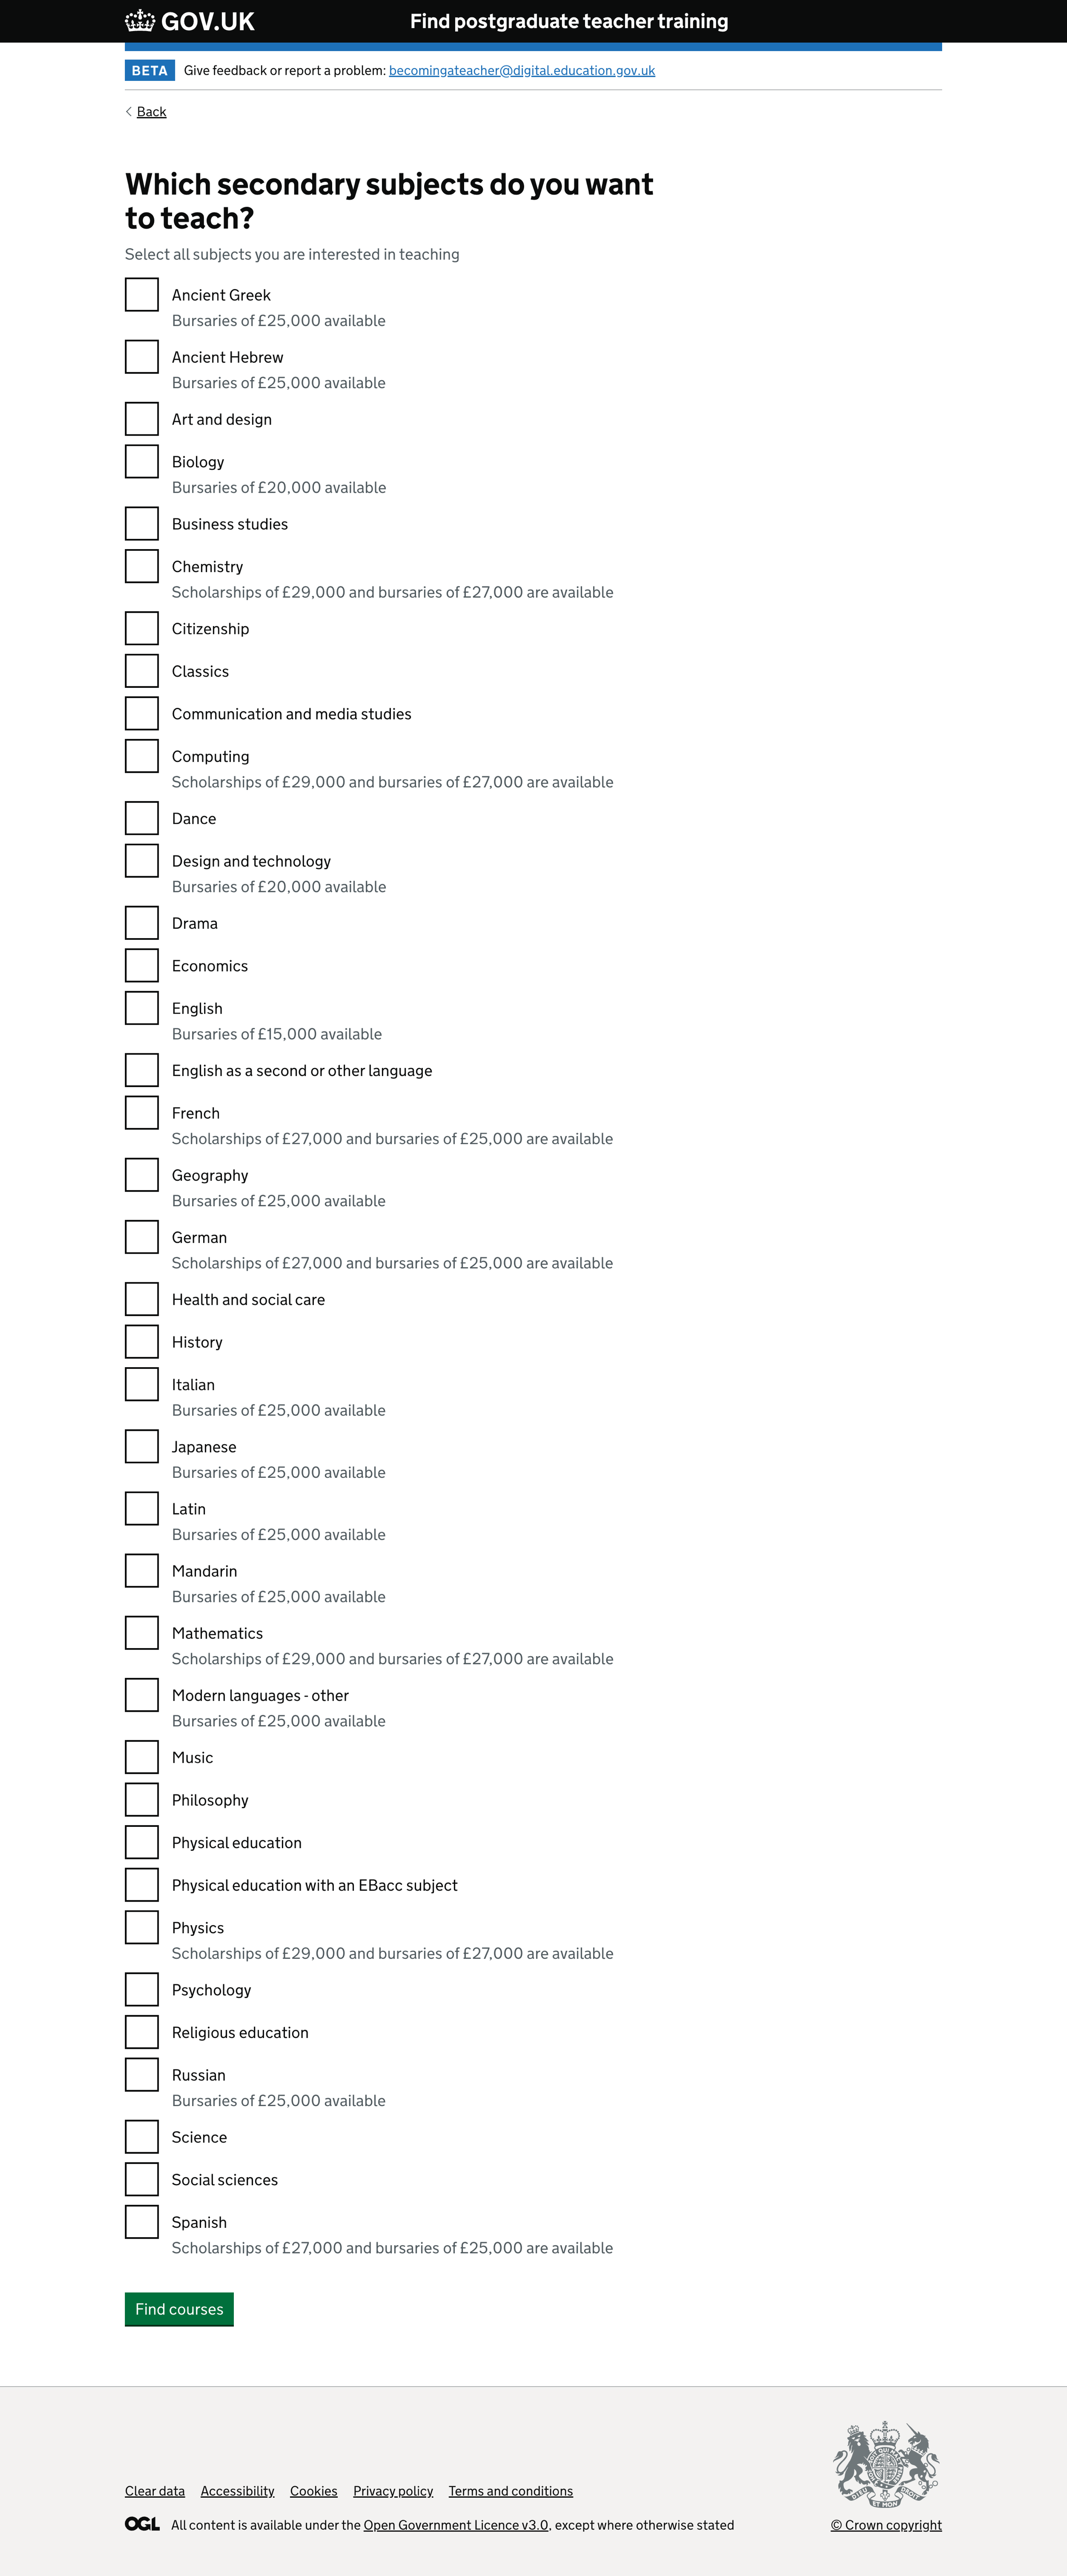 GOV.UK
Find postgraduate teacher training
BETA Give feedback or report a problem: becomingateacher@digital.education.gov.uk
Back
Which secondary subjects do you want
to teach?
Select all subjects you are interested in teaching
Ancient Greek
Bursaries of £25,000 available
Ancient Hebrew
Bursaries of £25,000 available
Art and design
Biology
Bursaries of £20,000 available
Business studies
Chemistry
Scholarships of £29,000 and bursaries of £27,000 are available
Citizenship
Classics
Communication and media studies
Computing
Scholarships of £29,000 and bursaries of £27,000 are available
Dance
Design and technology
Bursaries of £20,000 available
Drama
Economics
English
Bursaries of £15,000 available
English as a second or other language
French
Scholarships of £27,000 and bursaries of £25,000 are available
Geography
Bursaries of £25,000 available
German
Scholarships of £27,000 and bursaries of £25,000 are available
Health and social care
History
Italian
Bursaries of £25,000 available
Japanese
Bursaries of £25,000 available
Latin
Bursaries of £25,000 available
Mandarin
Bursaries of £25,000 available
Mathematics
Scholarships of £29,000 and bursaries of £27,000 are available
Modern languages - other
Bursaries of £25,000 available
Music
Philosophy
Physical education
Physical education with an EBacc subject
Physics
Scholarships of £29,000 and bursaries of £27,000 are available
Psychology
Religious education
Russian
Bursaries of £25,000 available
Science
Social sciences
Spanish
Scholarships of £27,000 and bursaries of £25,000 are available
Find courses
Clear data Accessibility Cookies Privacy policy Terms and conditions
OGL All content is available under the Open Government Licence v3.0, except where otherwise stated
DIEU ET MON DROIT
© Crown copyright